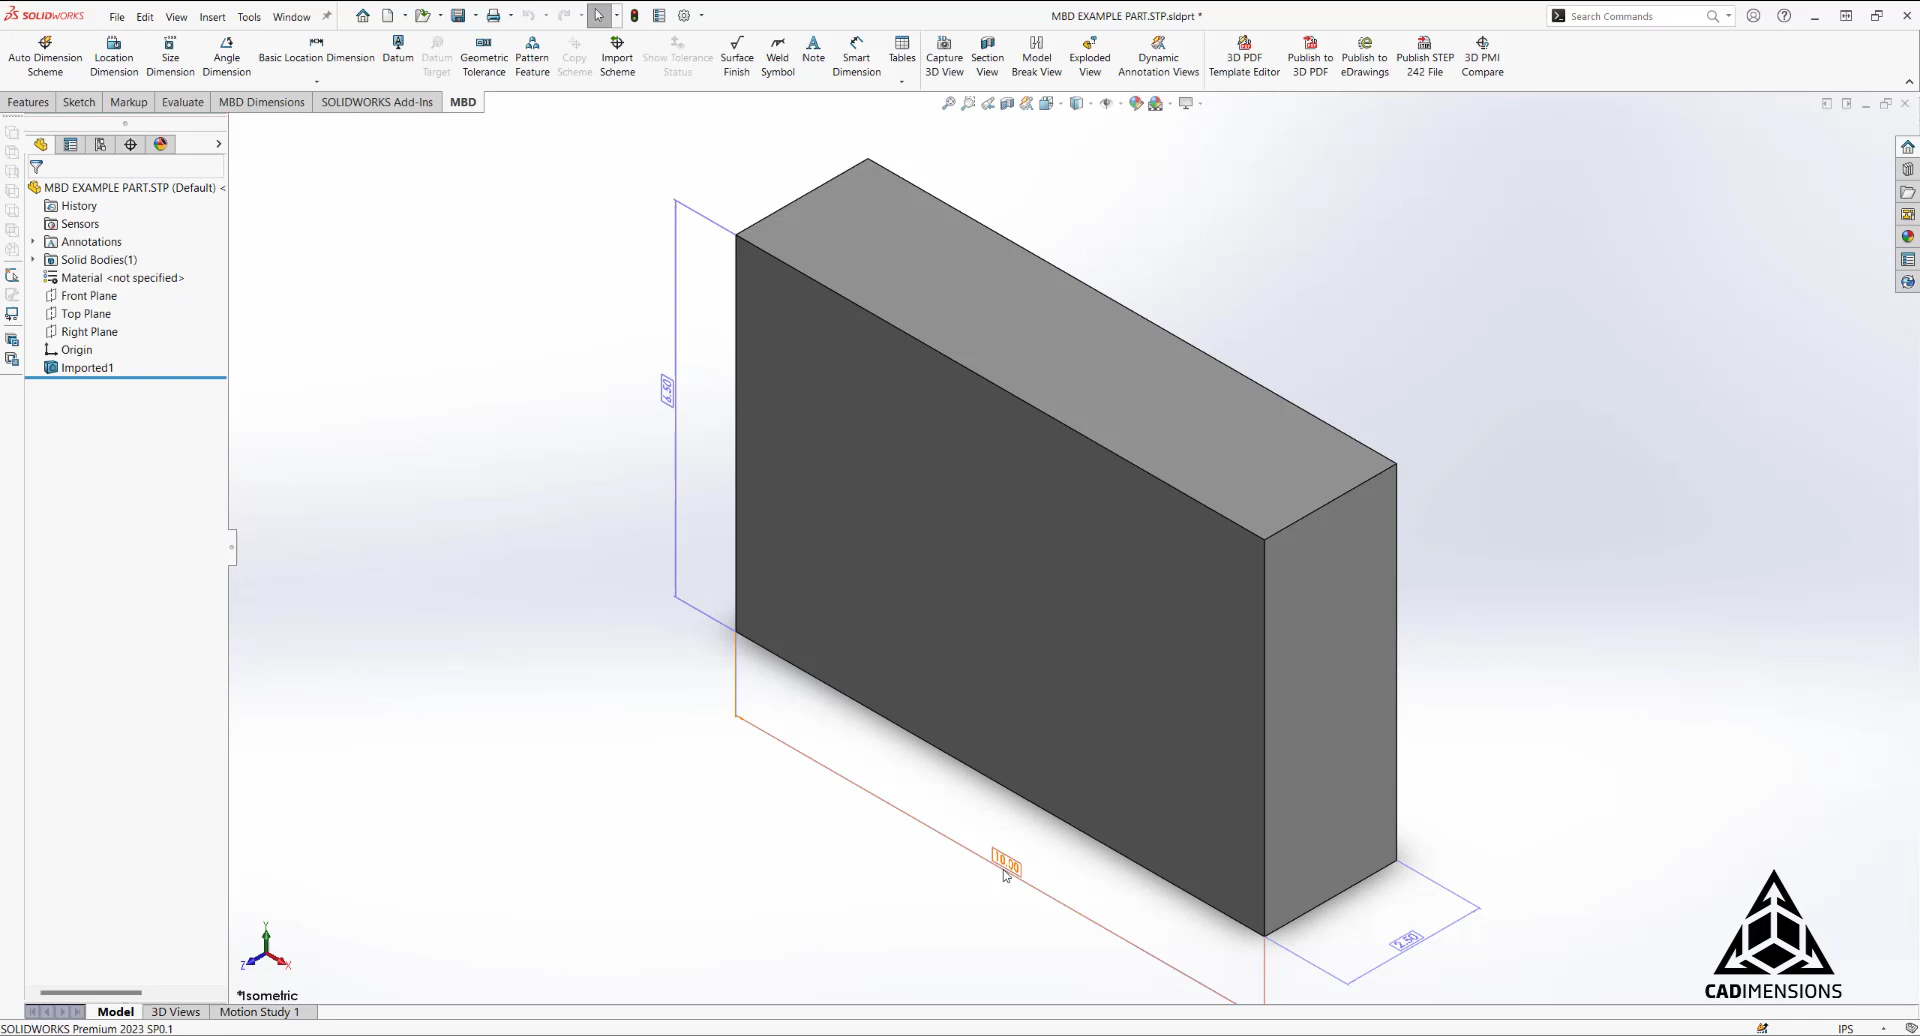 SOLIDWORKS File Edit View Insert Tools Window MBD EXAMPLE PART.STP.sldprt * Search Commands
Auto Dimension Scheme
Location Dimension
Size Dimension
Angle Dimension
Basic Location Dimension
Datum
Datum Target
Geometric Tolerance
Pattern Feature
Copy Scheme
Import Scheme
Show Tolerance Status
Surface Finish
Weld Symbol
Note
Smart Dimension
Tables
Capture 3D View
Section View
Model Break View
Exploded View
Dynamic Annotation Views
3D PDF Template Editor
Publish to 3D PDF
Publish to eDrawings
Publish STEP 242 File
3D PMI Compare
Features Sketch Markup Evaluate MBD Dimensions SOLIDWORKS Add-Ins MBD
MBD EXAMPLE PART.STP (Default) <
History
Sensors
Annotations
Solid Bodies(1)
Material <not specified>
Front Plane
Top Plane
Right Plane
Origin
Imported1
6.50
10.00
2.50
Y
Z X
*Isometric
CADIMENSIONS
Model 3D Views Motion Study 1
SOLIDWORKS Premium 2023 SP0.1 IPS